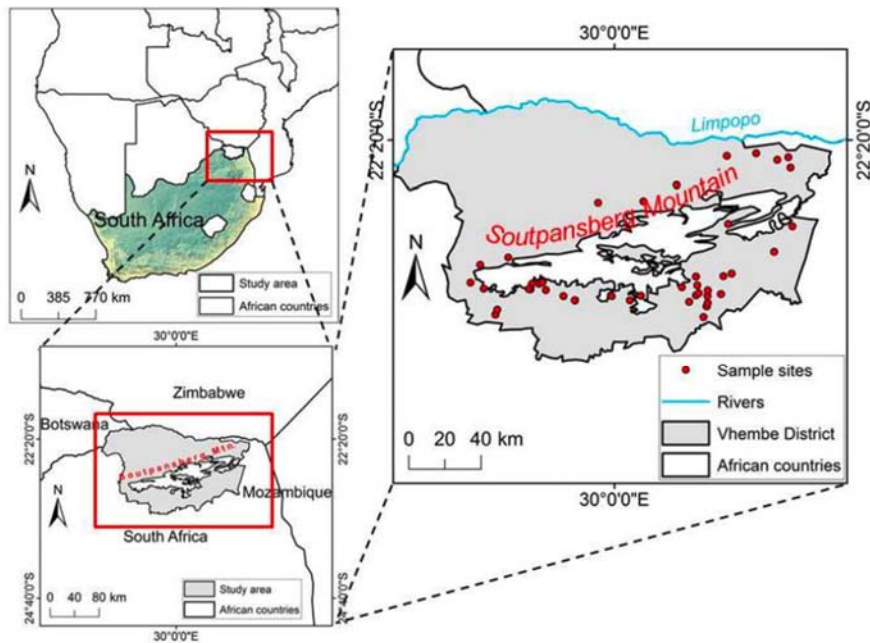 South Africa
N
Study area
African countries
0 385 770 km
30°0'0"E
Zimbabwe
Botswana
22°20'0"S
22°20'0"S
Soutpansberg Mtn.
Mozambique
N
South Africa
Study area
African countries
0 40 80 km
24°40'0"S
24°40'0"S
30°0'0"E
30°0'0"E
Limpopo
22°20'0"S
22°20'0"S
Soutpansberg Mountain
N
Sample sites
Rivers
Vhembe District
African countries
0 20 40 km
30°0'0"E